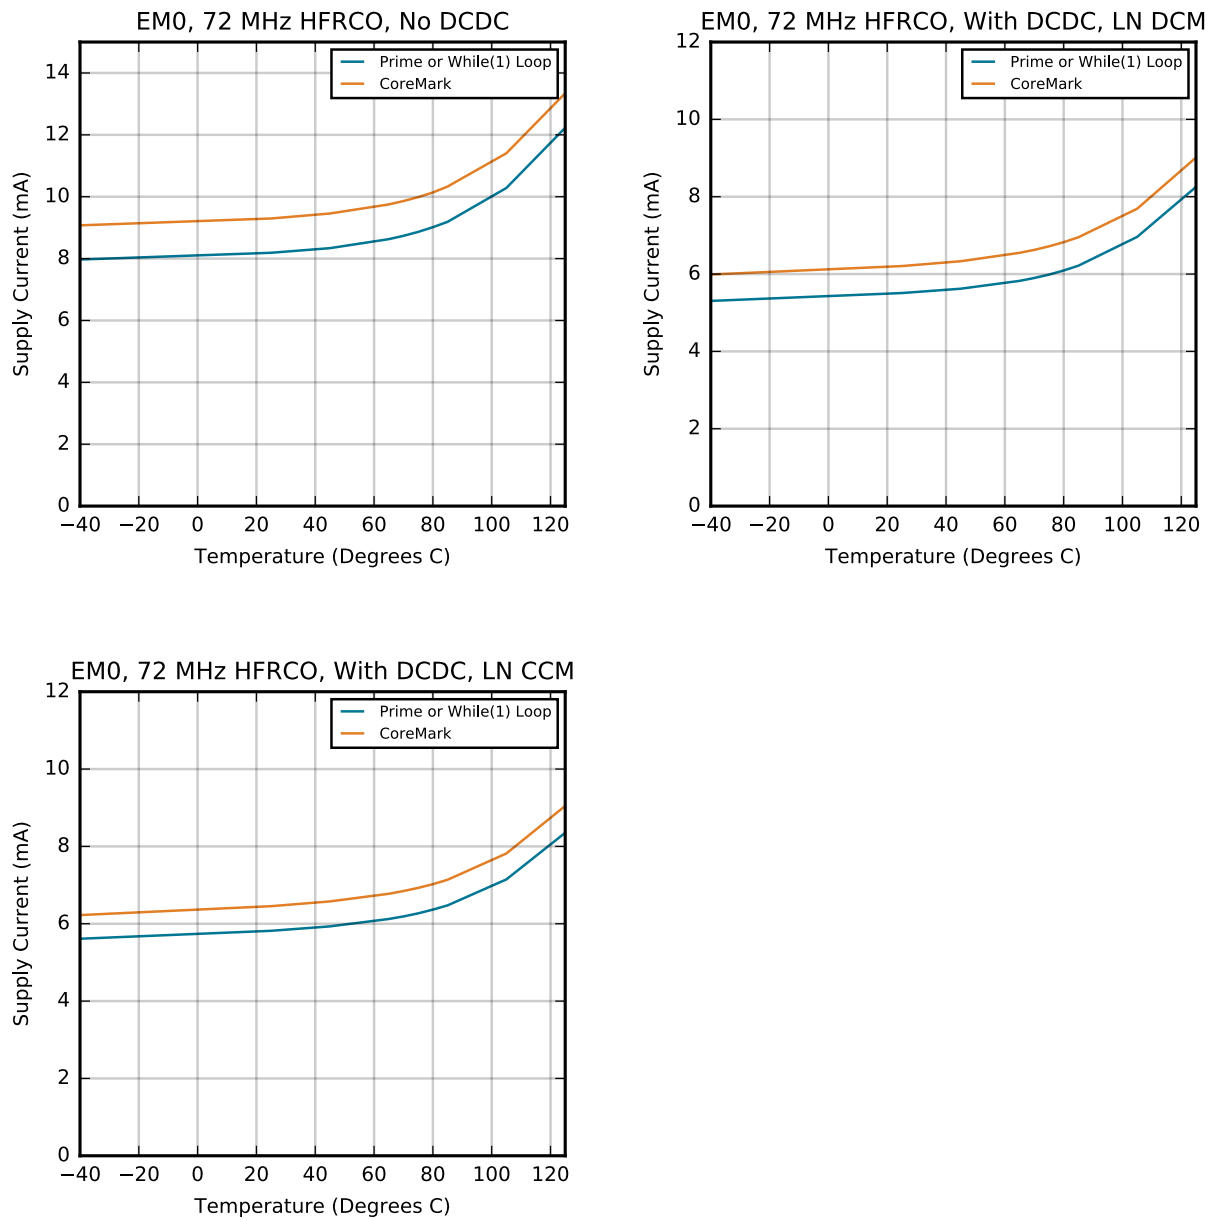 EM0, 72 MHz HFRCO, No DCDC
Prime or While(1) Loop
CoreMark
14
12
10
8
6
4
2
0
Supply Current (mA)
−40 −20 0 20 40 60 80 100 120
Temperature (Degrees C)
EM0, 72 MHz HFRCO, With DCDC, LN DCM
Prime or While(1) Loop
CoreMark
12
10
8
6
4
2
0
Supply Current (mA)
−40 −20 0 20 40 60 80 100 120
Temperature (Degrees C)
EM0, 72 MHz HFRCO, With DCDC, LN CCM
Prime or While(1) Loop
CoreMark
12
10
8
6
4
2
0
Supply Current (mA)
−40 −20 0 20 40 60 80 100 120
Temperature (Degrees C)